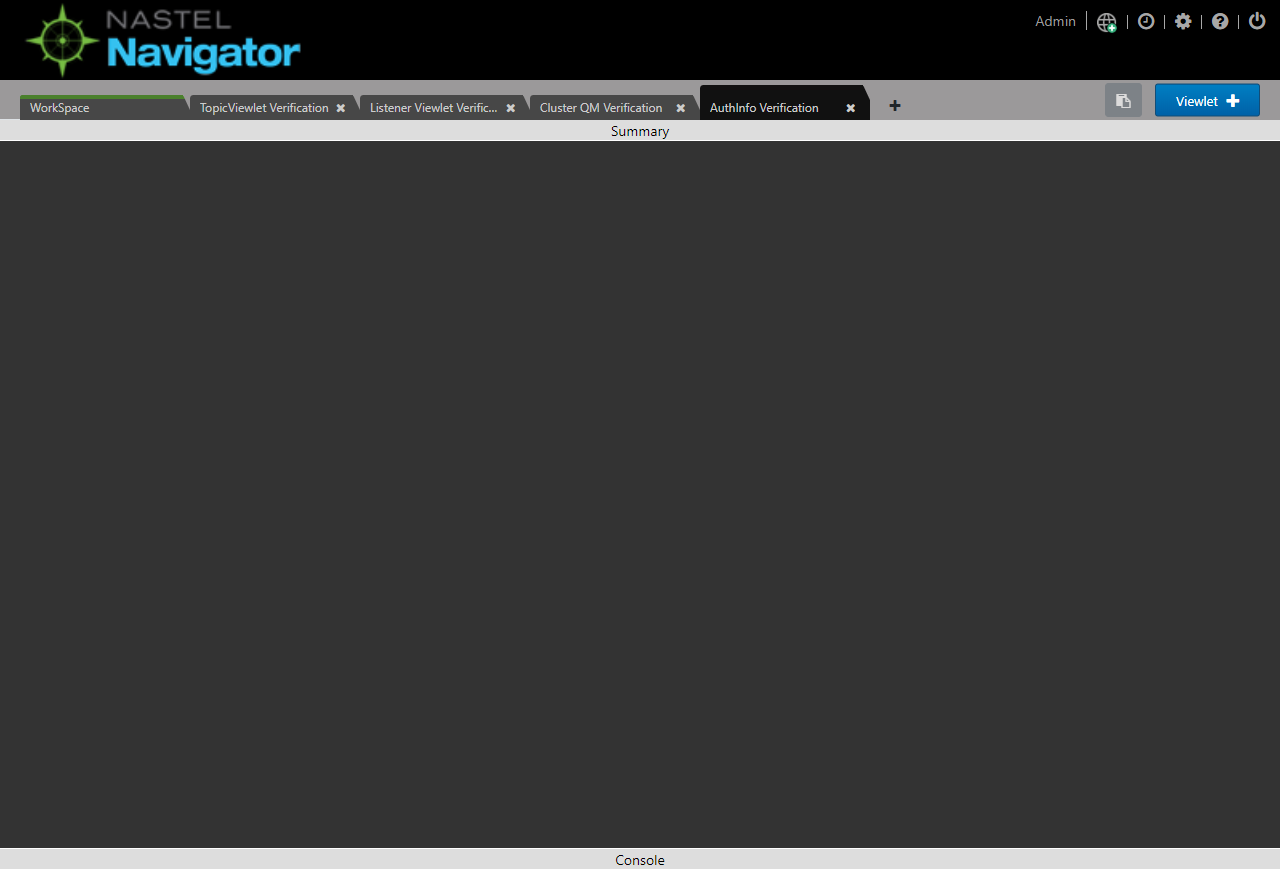 NASTEL
Navigator
Admin
WorkSpace
TopicViewlet Verification
Listener Viewlet Verific...
Cluster QM Verification
AuthInfo Verification
Viewlet
Summary
Console